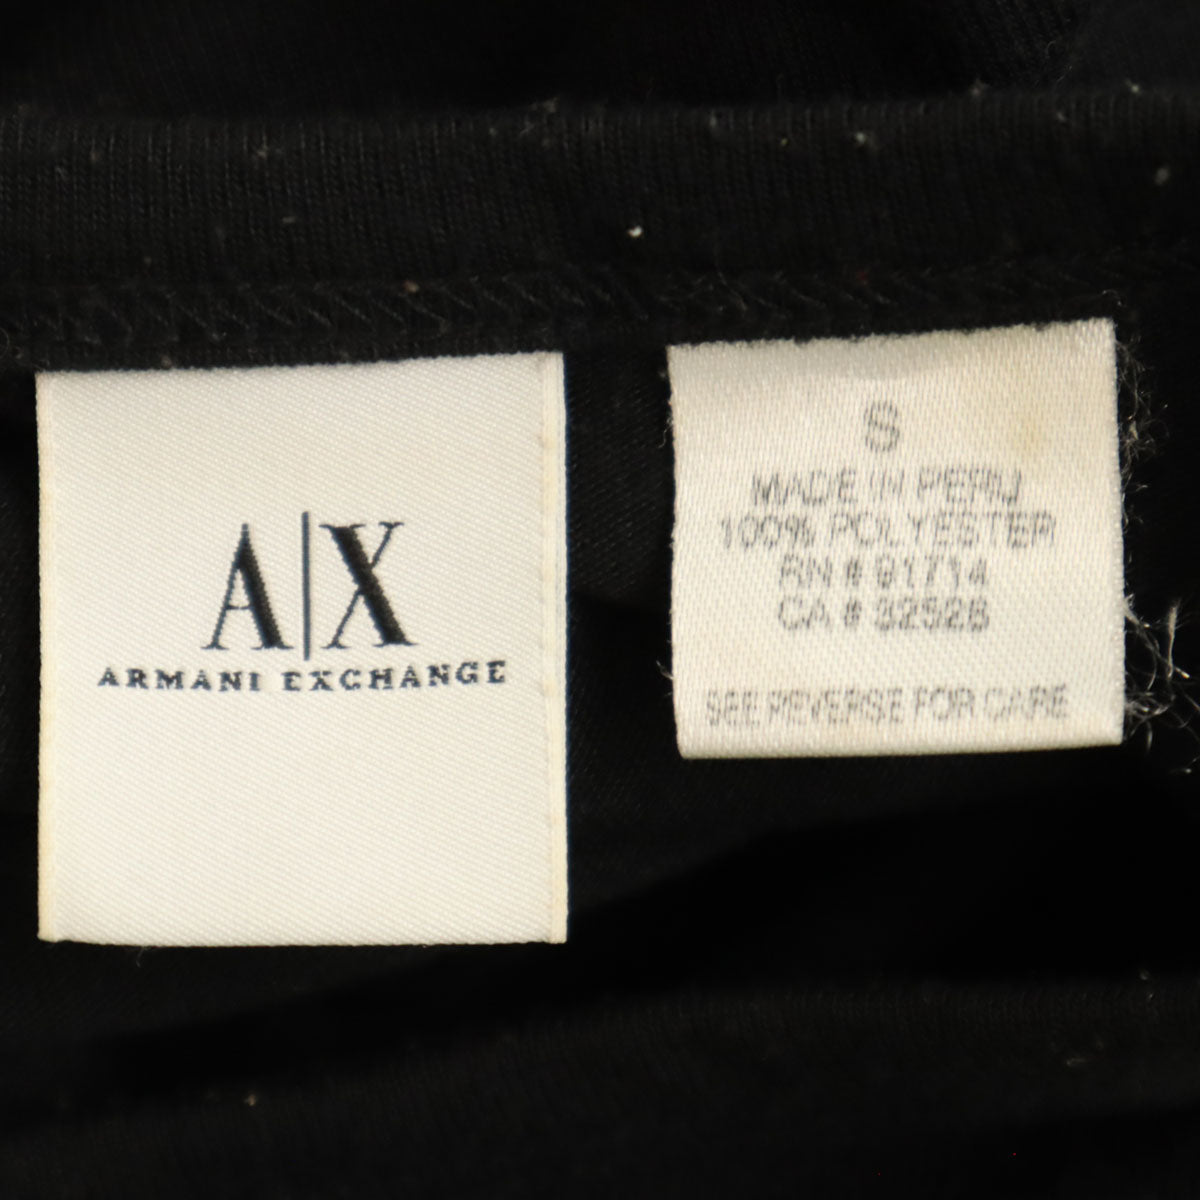 A|X
ARMANI EXCHANGE
S
MADE IN PERU
100% POLYESTER
RN # 91714
CA # 32528
SEE REVERSE FOR CARE